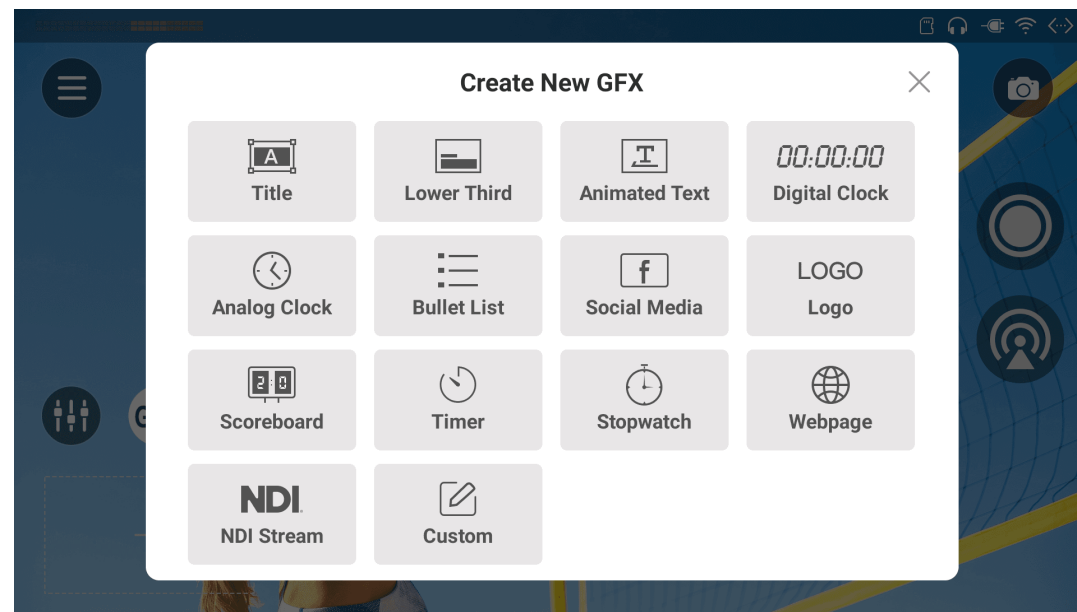 Create New GFX
A
Title
Lower Third
T
Animated Text
00:00:00
Digital Clock
Analog Clock
Bullet List
f
Social Media
LOGO
Logo
2:0
Scoreboard
Timer
Stopwatch
Webpage
G
NDI.
NDI Stream
Custom